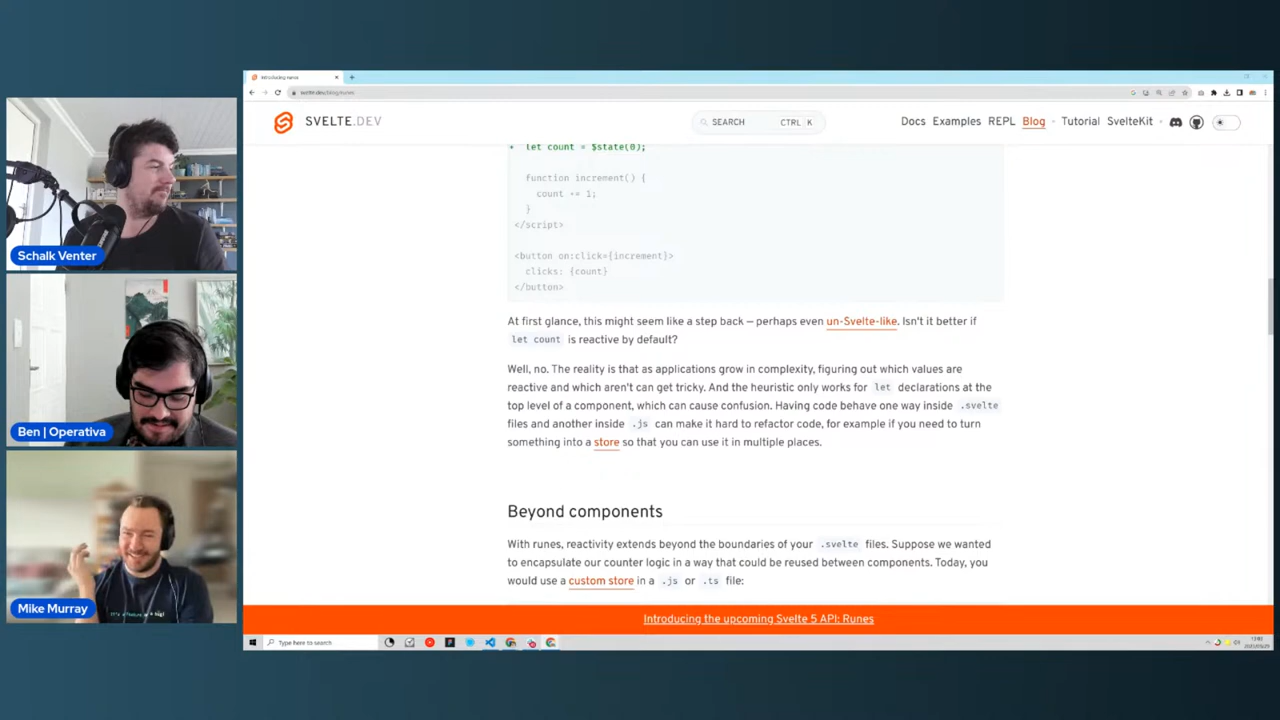 Introducing runes
svelte.dev/blog/runes
SVELTE.DEV
SEARCH CTRL K
Docs Examples REPL Blog • Tutorial SvelteKit •
+ let count = $state(0);
function increment() {
count += 1;
}
</script>
<button on:click={increment}>
clicks: {count}
</button>
At first glance, this might seem like a step back — perhaps even un-Svelte-like. Isn't it better if
let count is reactive by default?
Well, no. The reality is that as applications grow in complexity, figuring out which values are
reactive and which aren't can get tricky. And the heuristic only works for let declarations at the
top level of a component, which can cause confusion. Having code behave one way inside .svelte
files and another inside .js can make it hard to refactor code, for example if you need to turn
something into a store so that you can use it in multiple places.
Beyond components
With runes, reactivity extends beyond the boundaries of your .svelte files. Suppose we wanted
to encapsulate our counter logic in a way that could be reused between components. Today, you
would use a custom store in a .js or .ts file:
Introducing the upcoming Svelte 5 API: Runes
Type here to search
Schalk Venter
Ben | Operativa
Mike Murray